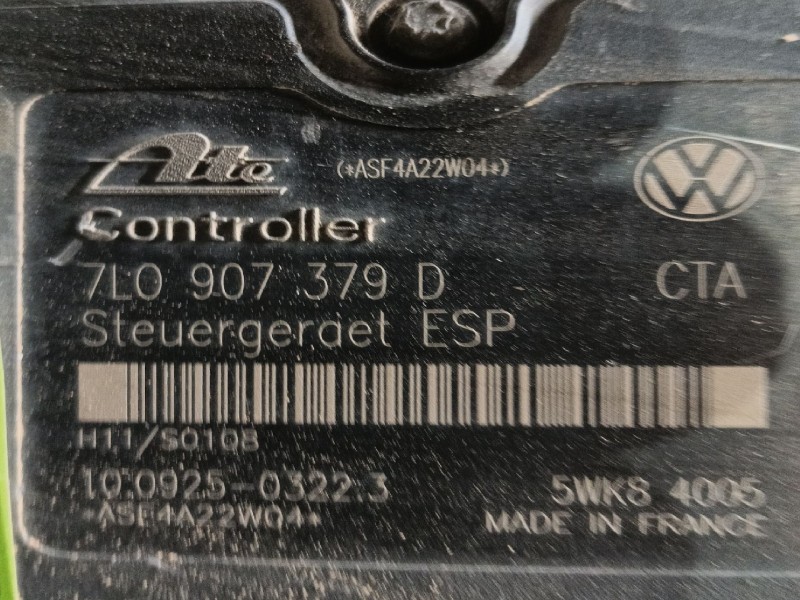 Ate (*ASF4A22W04*)
Controller
7L0 907 379 D CTA
Steuergeraet ESP
H11/S0108
10.0925-0322.3 5WK8 4005
*ASF4A22W04* MADE IN FRANCE